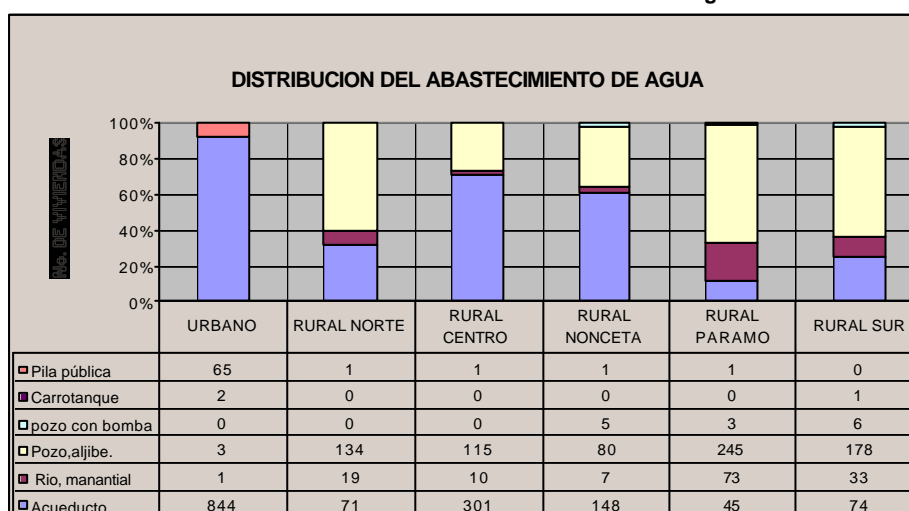 DISTRIBUCION DEL ABASTECIMIENTO DE AGUA
No. DE VIVIENDAS
100%
80%
60%
40%
20%
0%
URBANO RURAL NORTE RURAL CENTRO RURAL NONCETA RURAL PARAMO RURAL SUR
Pila pública 65 1 1 1 1 0
Carrotanque 2 0 0 0 0 1
pozo con bomba 0 0 0 5 3 6
Pozo,aljibe. 3 134 115 80 245 178
Rio, manantial 1 19 10 7 73 33
Acueducto 844 71 301 148 45 74